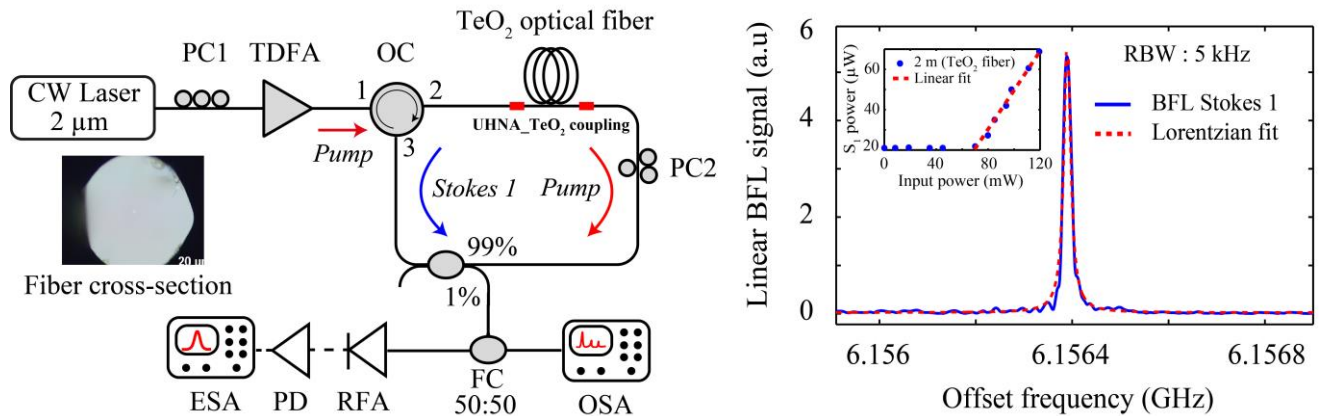 TeO₂ optical fiber
PC1
TDFA
OC
CW Laser
2 µm
1
2
3
Pump
UHNA_TeO₂ coupling
PC2
Stokes 1
Pump
20 µm
Fiber cross-section
99%
1%
ESA
PD
RFA
FC
50:50
OSA
Linear BFL signal (a.u)
6
4
2
0
RBW : 5 kHz
BFL Stokes 1
Lorentzian fit
S₁ power (µW)
60
40
20
2 m (TeO₂ fiber)
Linear fit
0
40
80
120
Input power (mW)
6.156
6.1564
6.1568
Offset frequency (GHz)